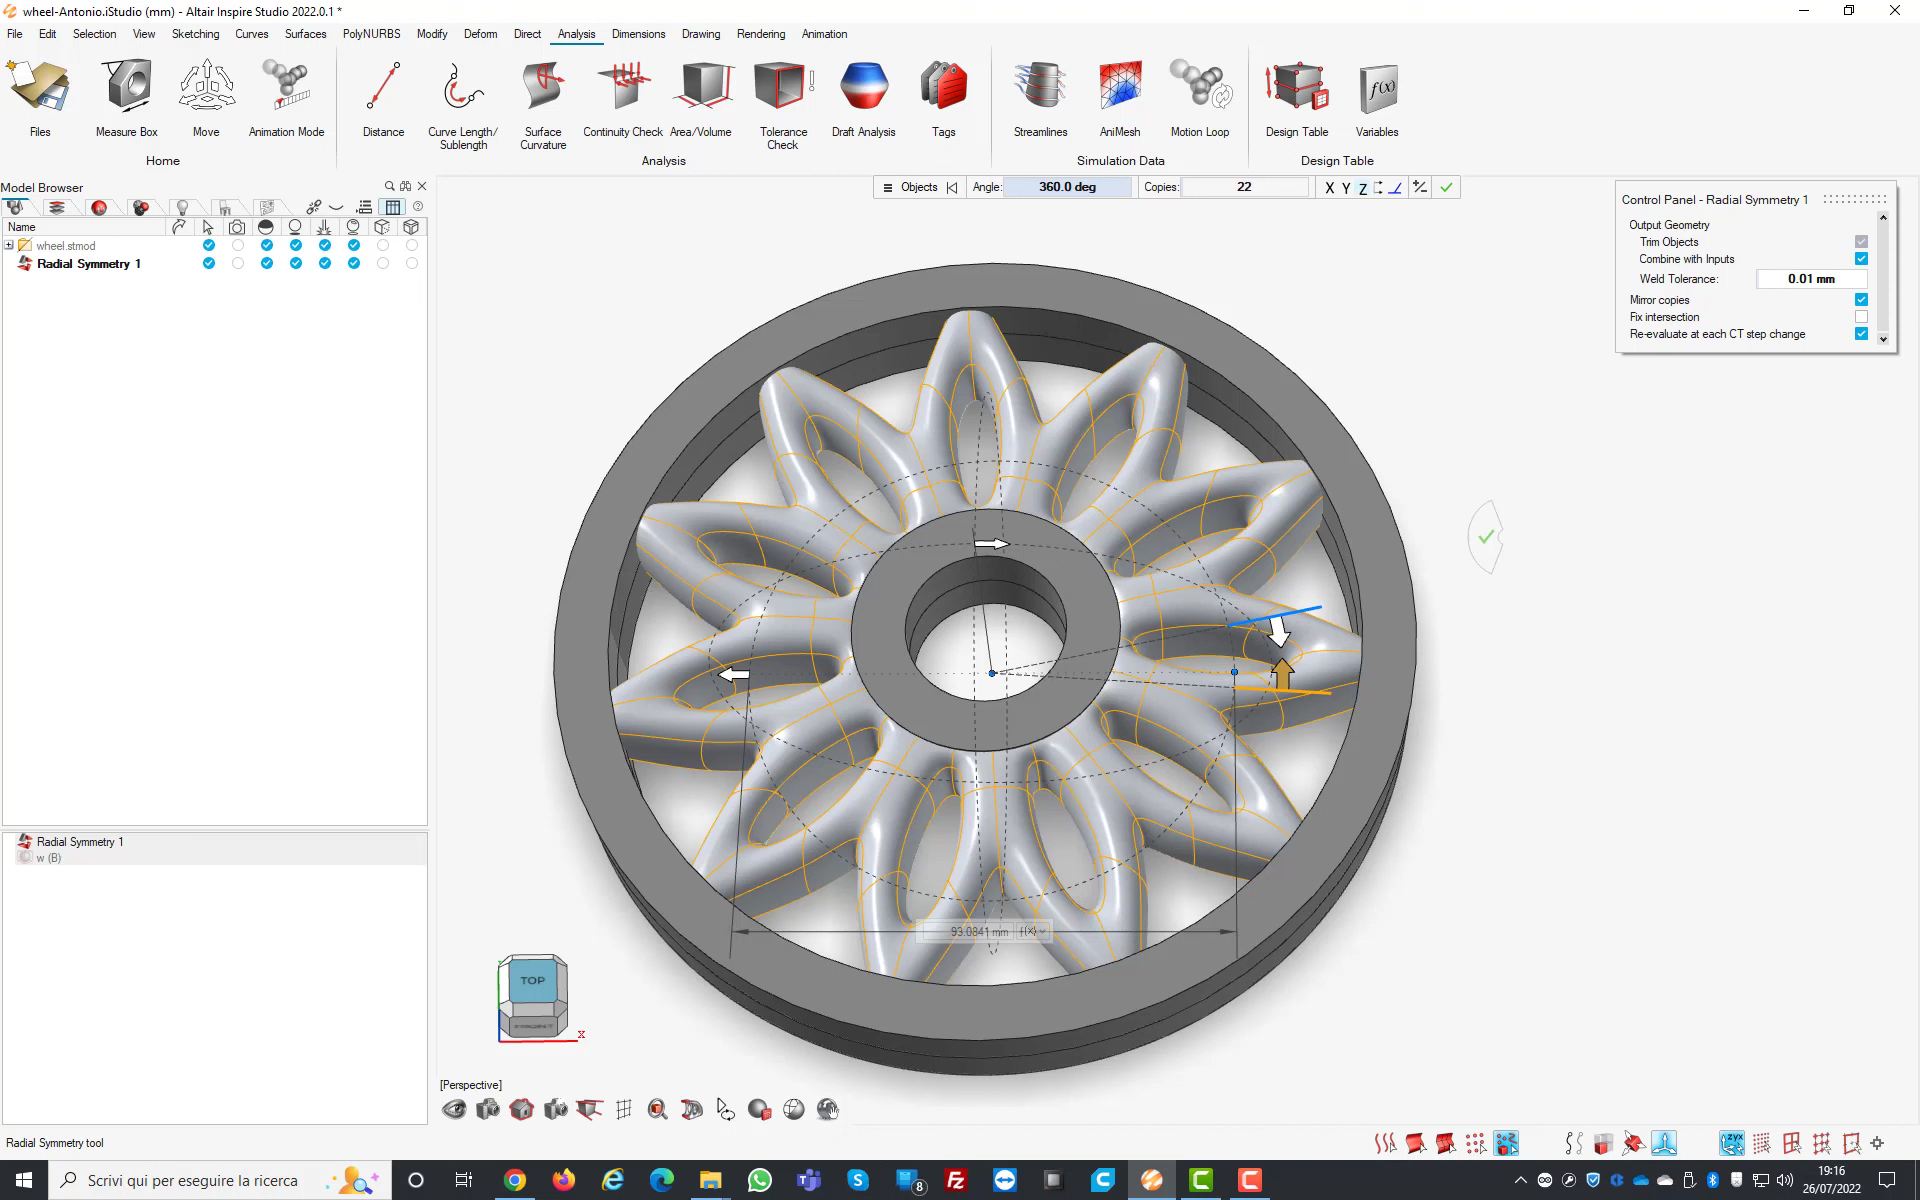 wheel-Antonio.iStudio (mm) - Altair Inspire Studio 2022.0.1 *
File Edit Selection View Sketching Curves Surfaces PolyNURBS Modify Deform Direct Analysis Dimensions Drawing Rendering Animation
Files Measure Box Move Animation Mode Distance Curve Length/ Sublength Surface Curvature Continuity Check Area/Volume Tolerance Check Draft Analysis Tags Streamlines AniMesh Motion Loop Design Table Variables
Home Analysis Simulation Data Design Table
Model Browser
Objects Angle: 360.0 deg Copies: 22 X Y Z
Name
wheel.stmod
Radial Symmetry 1
Control Panel - Radial Symmetry 1
Output Geometry
Trim Objects
Combine with Inputs
Weld Tolerance: 0.01 mm
Mirror copies
Fix intersection
Re-evaluate at each CT step change
Radial Symmetry 1
w (B)
93.0841 mm f(x)
TOP
FRONT
x
[Perspective]
Radial Symmetry tool
Scrivi qui per eseguire la ricerca
8
19:16
26/07/2022